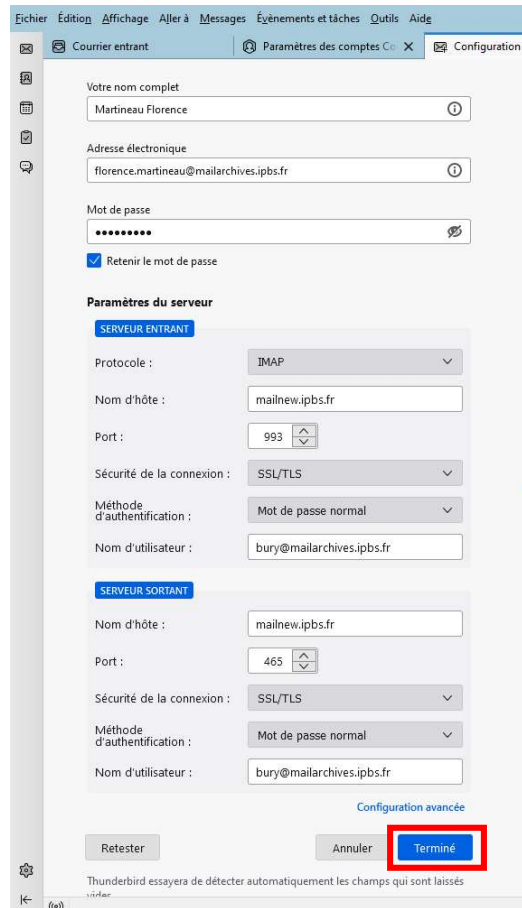 Fichier Édition Affichage Aller à Messages Évènements et tâches Outils Aide
Courrier entrant Paramètres des comptes Co Configuration
Votre nom complet
Martineau Florence
Adresse électronique
florence.martineau@mailarchives.ipbs.fr
Mot de passe
•••••••••
Retenir le mot de passe
Paramètres du serveur
SERVEUR ENTRANT
Protocole : IMAP
Nom d'hôte : mailnew.ipbs.fr
Port : 993
Sécurité de la connexion : SSL/TLS
Méthode
d'authentification : Mot de passe normal
Nom d'utilisateur : bury@mailarchives.ipbs.fr
SERVEUR SORTANT
Nom d'hôte : mailnew.ipbs.fr
Port : 465
Sécurité de la connexion : SSL/TLS
Méthode
d'authentification : Mot de passe normal
Nom d'utilisateur : bury@mailarchives.ipbs.fr
Configuration avancée
Retester Annuler Terminé
Thunderbird essayera de détecter automatiquement les champs qui sont laissés
vides